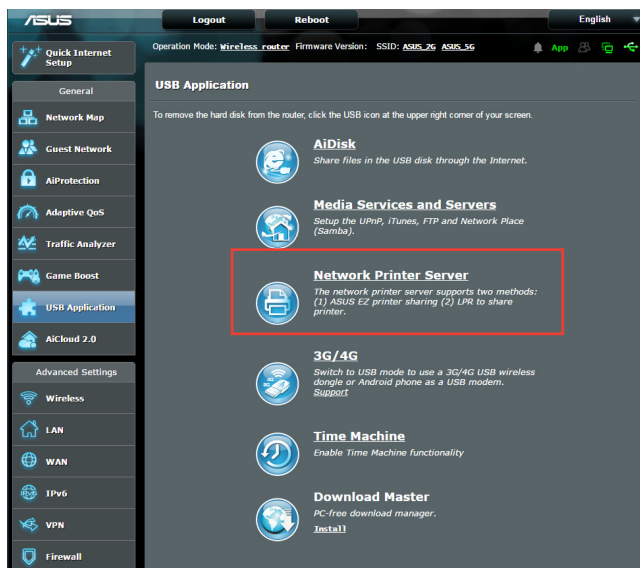 ASUS
Logout
Reboot
English
Quick Internet
Setup
Operation Mode: Wireless router Firmware Version: SSID: ASUS_2G ASUS_5G
App
General
Network Map
Guest Network
AiProtection
Adaptive QoS
Traffic Analyzer
Game Boost
USB Application
AiCloud 2.0
Advanced Settings
Wireless
LAN
WAN
IPv6
VPN
Firewall
USB Application
To remove the hard disk from the router, click the USB icon at the upper right corner of your screen.
AiDisk
Share files in the USB disk through the Internet.
Media Services and Servers
Setup the UPnP, iTunes, FTP and Network Place
(Samba).
Network Printer Server
The network printer server supports two methods:
(1) ASUS EZ printer sharing (2) LPR to share
printer.
3G/4G
Switch to USB mode to use a 3G/4G USB wireless
dongle or Android phone as a USB modem.
Support
Time Machine
Enable Time Machine functionality
Download Master
PC-free download manager.
Install